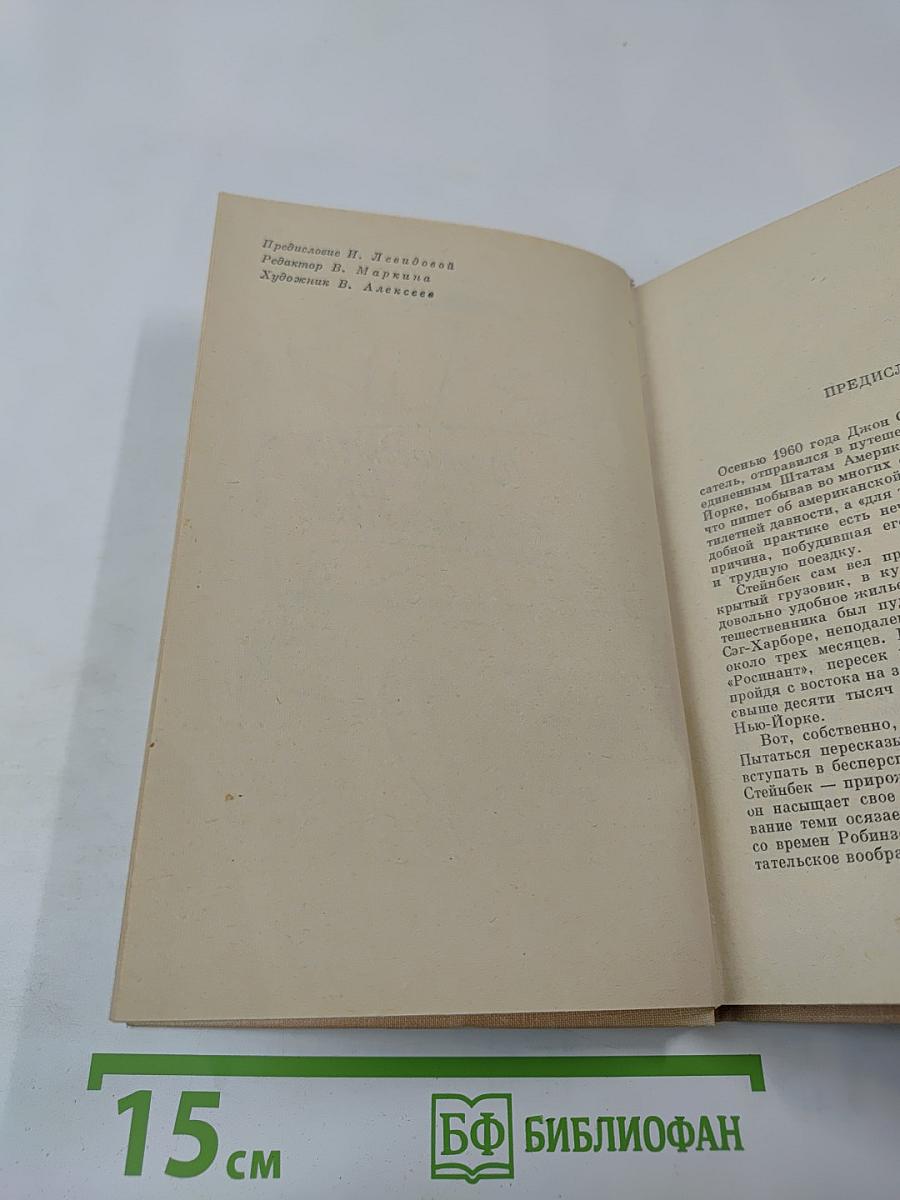 Предисловие И. Левидовой
Редактор В. Маркина
Художник В. Алексеев
ПРЕДИСЛ
Осенью 1960 года Джон С
сатель, отправился в путеше
единенным Штатам Америк
Йорке, побывав во многих
что пишет об американской
тилетней давности, а «для т
добной практике есть неч
причина, побудившая ег
и трудную поездку.
Стейнбек сам вел пр
крытый грузовик, в ку
довольно удобное жилье
тешественника был пуд
Сэг-Харборе, неподале
около трех месяцев.
«Росинант», пересек
пройдя с востока на з
свыше десяти тысяч
Нью-Йорке.
Вот, собственно,
Пытаться пересказы
вступать в бесперсп
Стейнбек — прирож
он насыщает свое
вание теми осязае
со времен Робинз
тательское вообра
15 см
БФ БИБЛИОФАН